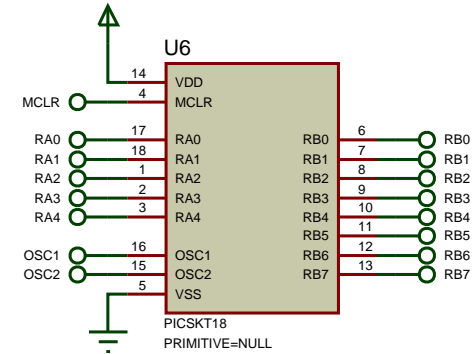 U6
14 VDD
MCLR 4 MCLR
RA0 17 RA0 RB0 6 RB0
RA1 18 RA1 RB1 7 RB1
RA2 1 RA2 RB2 8 RB2
RA3 2 RA3 RB3 9 RB3
RA4 3 RA4 RB4 10 RB4
RB5 11 RB5
OSC1 16 OSC1 RB6 12 RB6
OSC2 15 OSC2 RB7 13 RB7
5 VSS
PICSKT18
PRIMITIVE=NULL